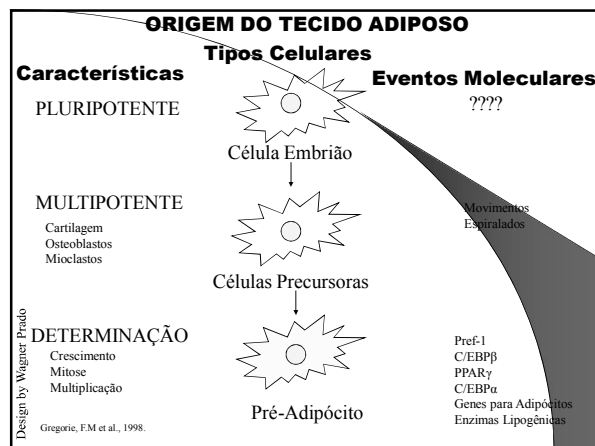 ORIGEM DO TECIDO ADIPOSO
Tipos Celulares
Características
Eventos Moleculares
PLURIPOTENTE
????
Célula Embrião
MULTIPOTENTE
Cartilagem
Osteoblastos
Mioclastos
Movimentos
Espiralados
Células Precursoras
DETERMINAÇÃO
Crescimento
Mitose
Multiplicação
Pref-1
C/EBPβ
PPARγ
C/EBPα
Genes para Adipócitos
Enzimas Lipogênicas
Pré-Adipócito
Gregorie, F.M et al., 1998.
Design by Wagner Prado